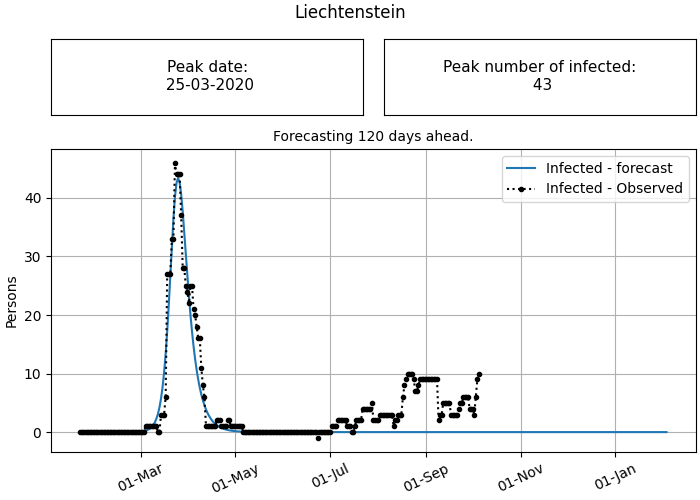 Liechtenstein
Peak date:
25-03-2020
Peak number of infected:
43
Forecasting 120 days ahead.
Infected - forecast
Infected - Observed
Persons
40
30
20
10
0
01-Mar
01-May
01-Jul
01-Sep
01-Nov
01-Jan